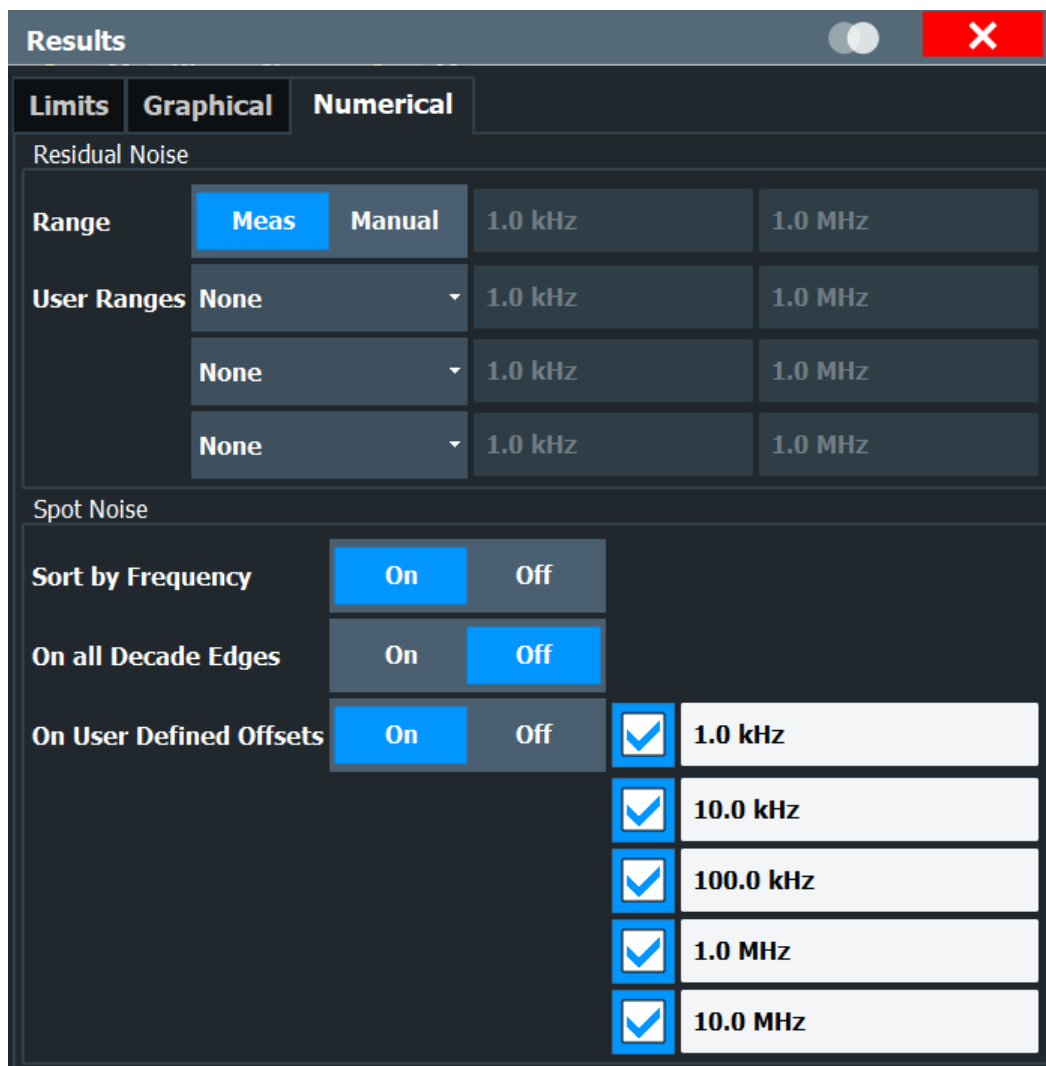 Results
Limits Graphical Numerical
Residual Noise
Range Meas Manual 1.0 kHz 1.0 MHz
User Ranges None 1.0 kHz 1.0 MHz
None 1.0 kHz 1.0 MHz
None 1.0 kHz 1.0 MHz
Spot Noise
Sort by Frequency On Off
On all Decade Edges On Off
On User Defined Offsets On Off 1.0 kHz
10.0 kHz
100.0 kHz
1.0 MHz
10.0 MHz